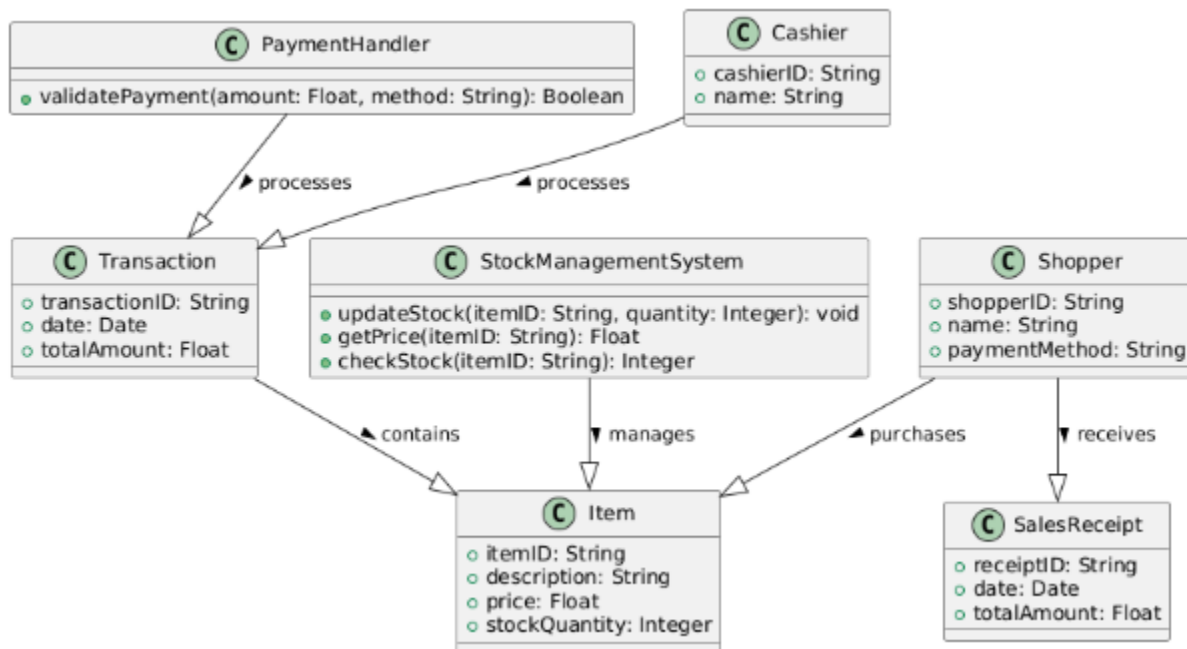 C PaymentHandler
validatePayment(amount: Float, method: String): Boolean
C Cashier
cashierID: String
name: String
processes
processes
C Transaction
transactionID: String
date: Date
totalAmount: Float
C StockManagementSystem
updateStock(itemID: String, quantity: Integer): void
getPrice(itemID: String): Float
checkStock(itemID: String): Integer
C Shopper
shopperID: String
name: String
paymentMethod: String
contains
manages
purchases
receives
C Item
itemID: String
description: String
price: Float
stockQuantity: Integer
C SalesReceipt
receiptID: String
date: Date
totalAmount: Float